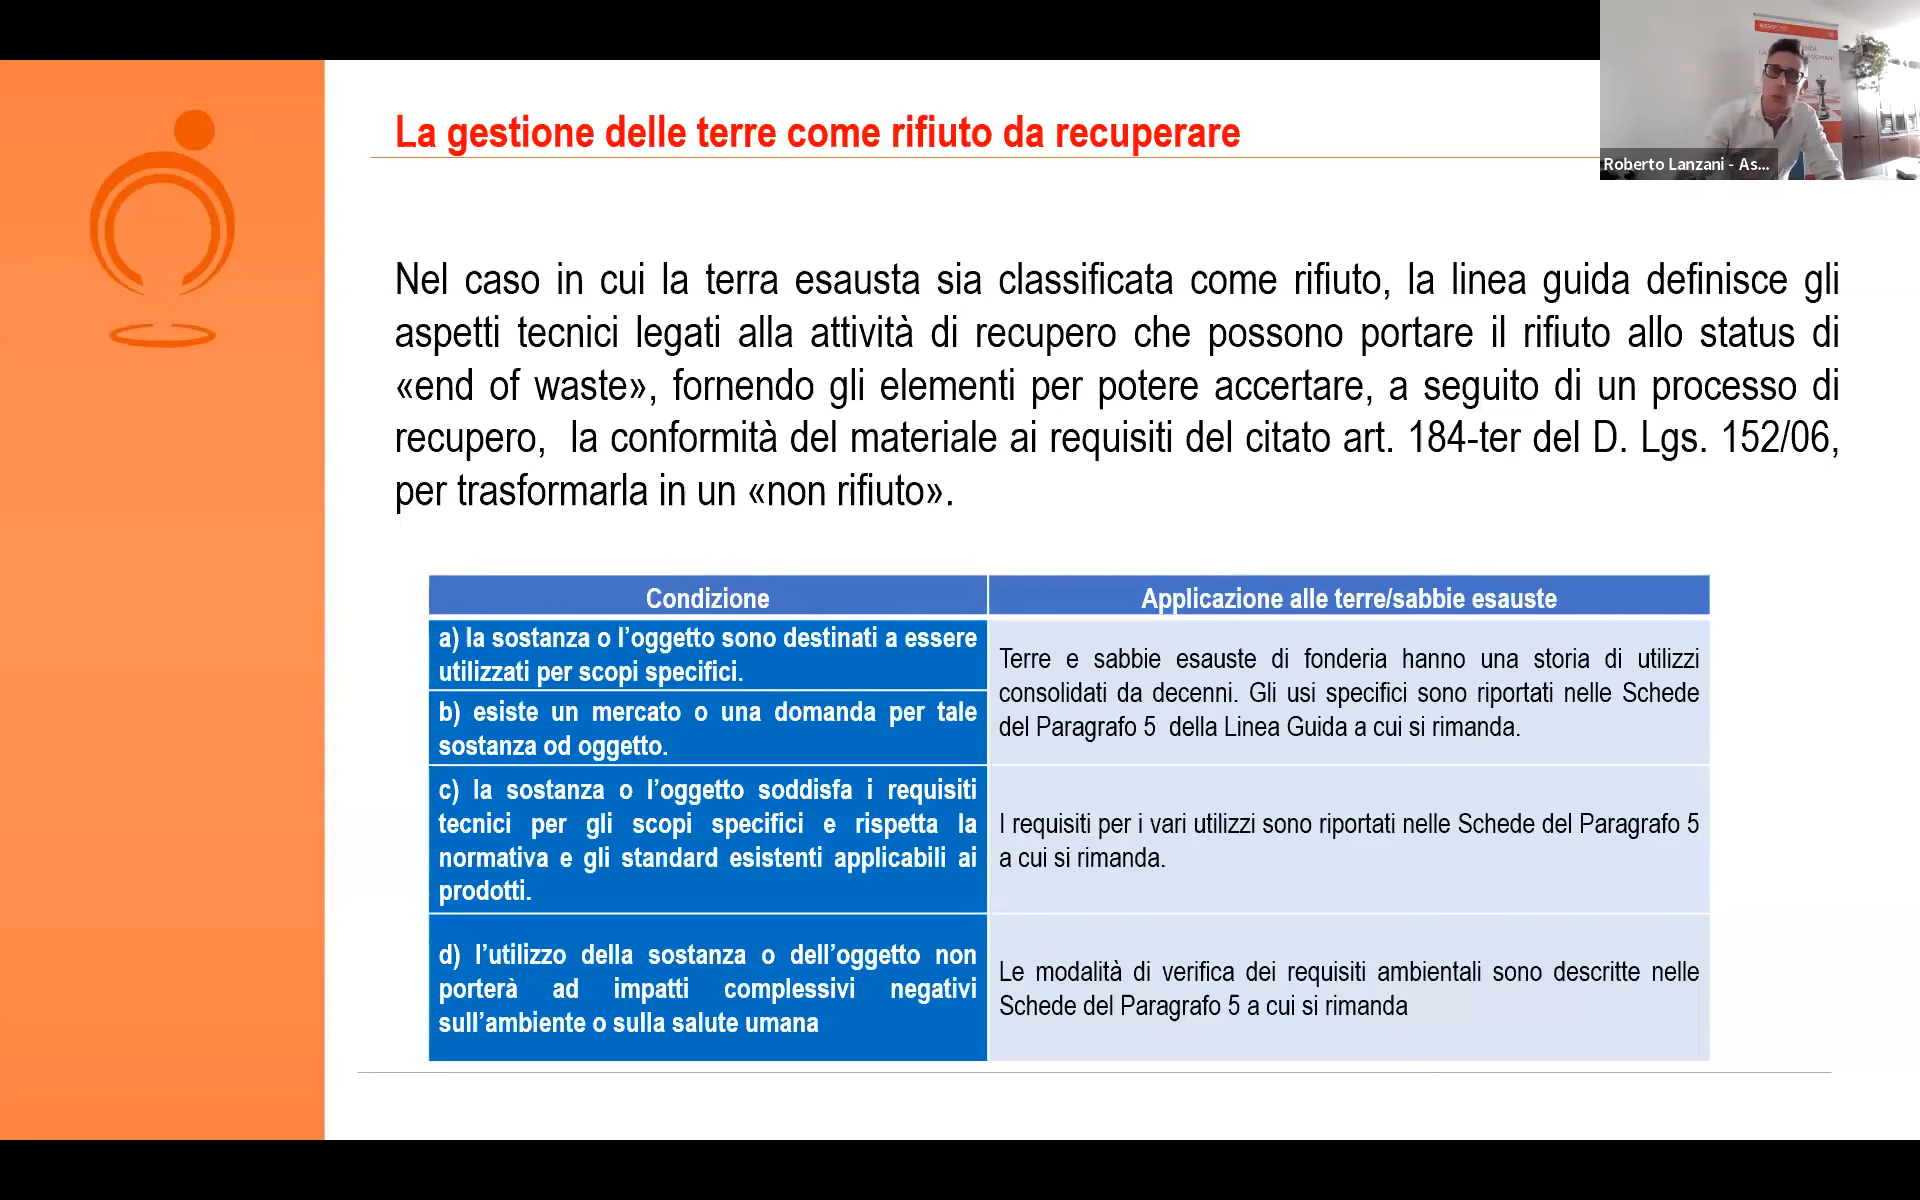 La gestione delle terre come rifiuto da recuperare
Roberto Lanzani - As...
Nel caso in cui la terra esausta sia classificata come rifiuto, la linea guida definisce gli
aspetti tecnici legati alla attività di recupero che possono portare il rifiuto allo status di
«end of waste», fornendo gli elementi per potere accertare, a seguito di un processo di
recupero,  la conformità del materiale ai requisiti del citato art. 184-ter del D. Lgs. 152/06,
per trasformarla in un «non rifiuto».
Condizione
Applicazione alle terre/sabbie esauste
a) la sostanza o l’oggetto sono destinati a essere
utilizzati per scopi specifici.
b) esiste un mercato o una domanda per tale
sostanza od oggetto.
Terre e sabbie esauste di fonderia hanno una storia di utilizzi
consolidati da decenni. Gli usi specifici sono riportati nelle Schede
del Paragrafo 5  della Linea Guida a cui si rimanda.
c) la sostanza o l’oggetto soddisfa i requisiti
tecnici per gli scopi specifici e rispetta la
normativa e gli standard esistenti applicabili ai
prodotti.
I requisiti per i vari utilizzi sono riportati nelle Schede del Paragrafo 5
a cui si rimanda.
d) l’utilizzo della sostanza o dell’oggetto non
porterà ad impatti complessivi negativi
sull’ambiente o sulla salute umana
Le modalità di verifica dei requisiti ambientali sono descritte nelle
Schede del Paragrafo 5 a cui si rimanda